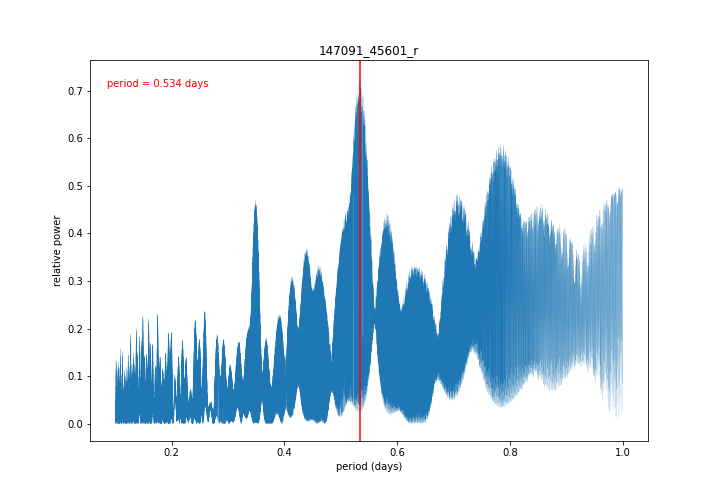 147091_45601_r
period = 0.534 days
relative power
0.7
0.6
0.5
0.4
0.3
0.2
0.1
0.0
0.2 0.4 0.6 0.8 1.0
period (days)